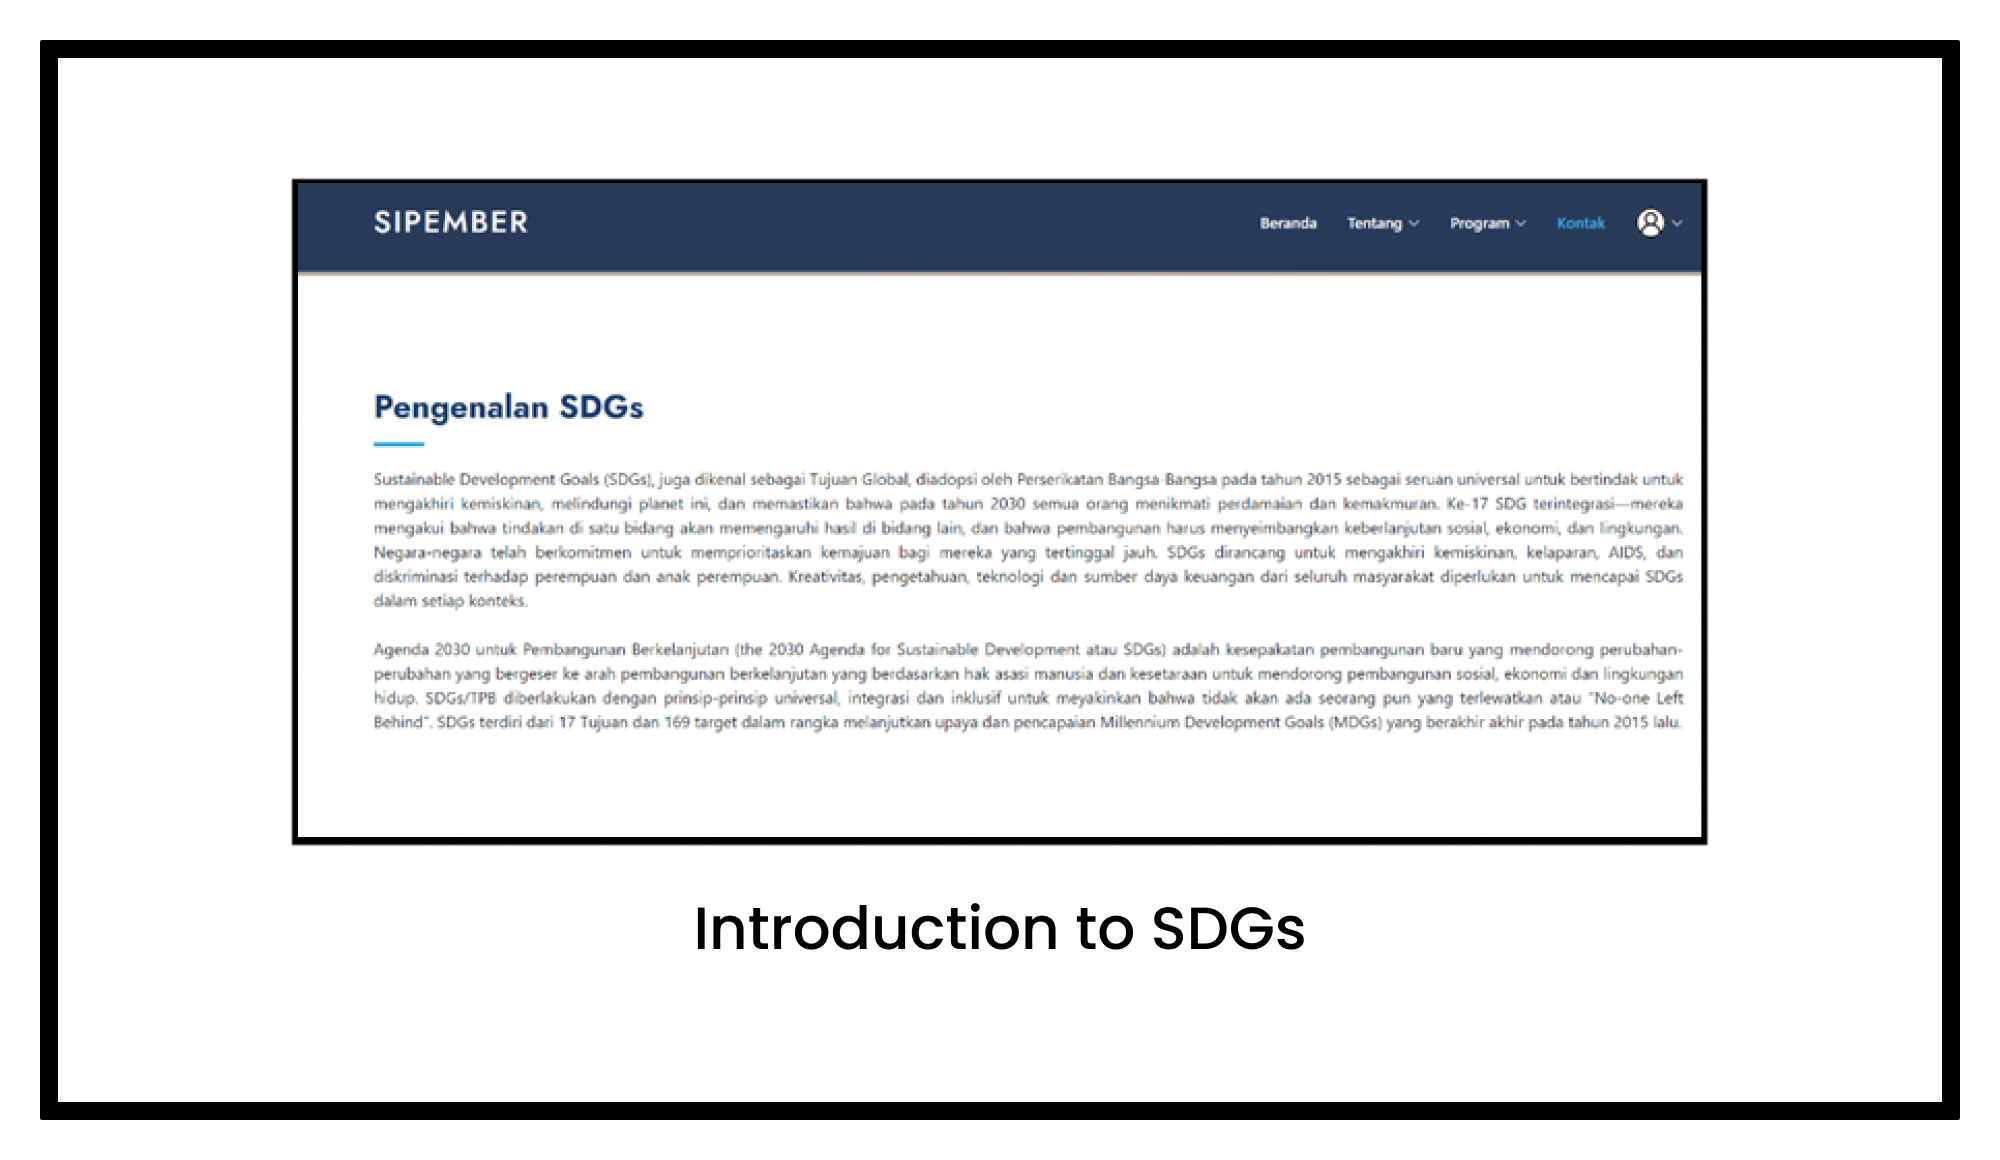 SIPEMBER
Beranda Tentang Program Kontak
Pengenalan SDGs
Sustainable Development Goals (SDGs), juga dikenal sebagai Tujuan Global, diadopsi oleh Perserikatan Bangsa-Bangsa pada tahun 2015 sebagai seruan universal untuk bertindak untuk
mengakhiri kemiskinan, melindungi planet ini, dan memastikan bahwa pada tahun 2030 semua orang menikmati perdamaian dan kemakmuran. Ke-17 SDG terintegrasi—mereka
mengakui bahwa tindakan di satu bidang akan memengaruhi hasil di bidang lain, dan bahwa pembangunan harus menyeimbangkan keberlanjutan sosial, ekonomi, dan lingkungan.
Negara-negara telah berkomitmen untuk memprioritaskan kemajuan bagi mereka yang tertinggal jauh. SDGs dirancang untuk mengakhiri kemiskinan, kelaparan, AIDS, dan
diskriminasi terhadap perempuan dan anak perempuan. Kreativitas, pengetahuan, teknologi dan sumber daya keuangan dari seluruh masyarakat diperlukan untuk mencapai SDGs
dalam setiap konteks.
Agenda 2030 untuk Pembangunan Berkelanjutan (the 2030 Agenda for Sustainable Development atau SDGs) adalah kesepakatan pembangunan baru yang mendorong perubahan-
perubahan yang bergeser ke arah pembangunan berkelanjutan yang berdasarkan hak asasi manusia dan kesetaraan untuk mendorong pembangunan sosial, ekonomi dan lingkungan
hidup. SDGs/TPB diberlakukan dengan prinsip-prinsip universal, integrasi dan inklusif untuk meyakinkan bahwa tidak akan ada seorang pun yang terlewatkan atau "No-one Left
Behind". SDGs terdiri dari 17 Tujuan dan 169 target dalam rangka melanjutkan upaya dan pencapaian Millennium Development Goals (MDGs) yang berakhir akhir pada tahun 2015 lalu.
Introduction to SDGs